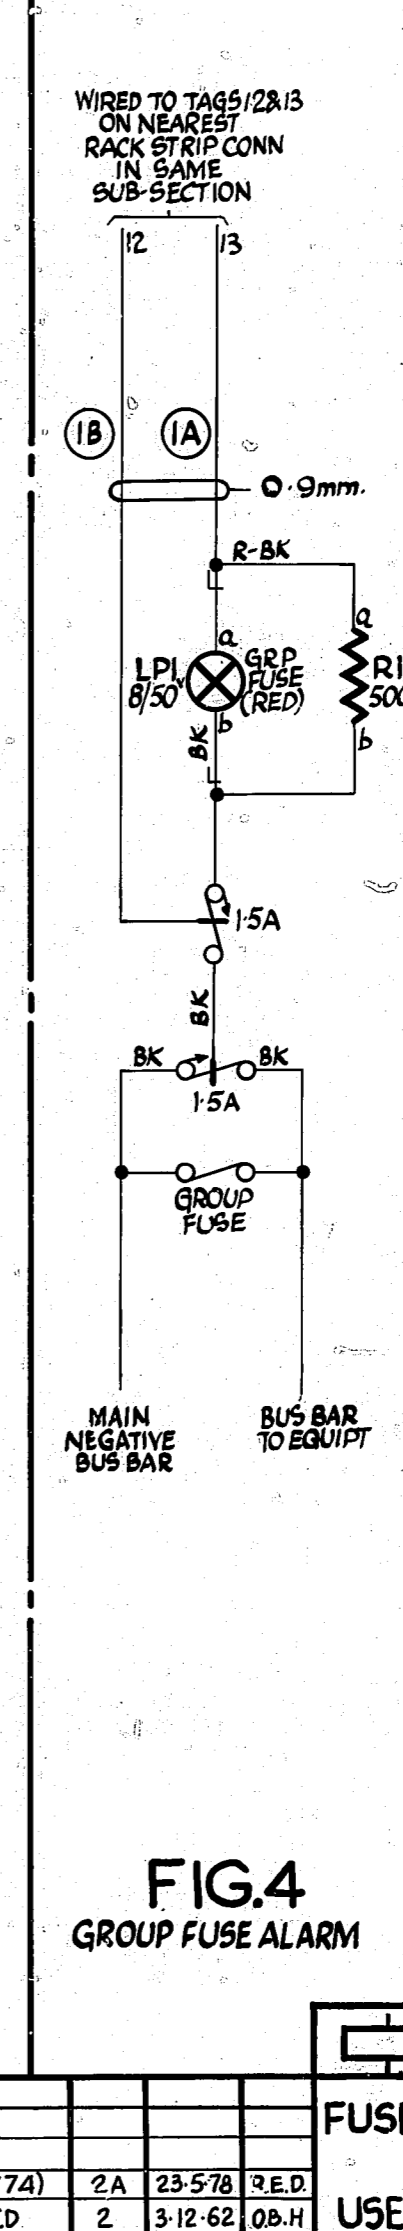 WIRED TO TAGS 12&13
ON NEAREST
RACK STRIP CONN
IN SAME
SUB-SECTION
12 13
1B 1A
0.9mm.
R-BK
a a
LP1 GRP
8/50V FUSE
(RED)
R1
b b
BK
1·5A
BK
BK BK
1·5A
GROUP
FUSE
MAIN
NEGATIVE
BUS BAR
BUS BAR
TO EQUIPT
FIG.4
GROUP FUSE ALARM
74) 2A 23·5·78 R.E.D.
2 3·12·62 O.B.H